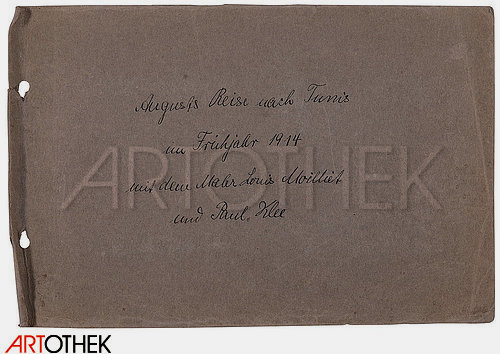 Augusts Reise nach Tunis
im Frühjahr 1914
mit dem Maler Louis Moilliet
und Paul Klee
ARTOTHEK
ARTOTHEK